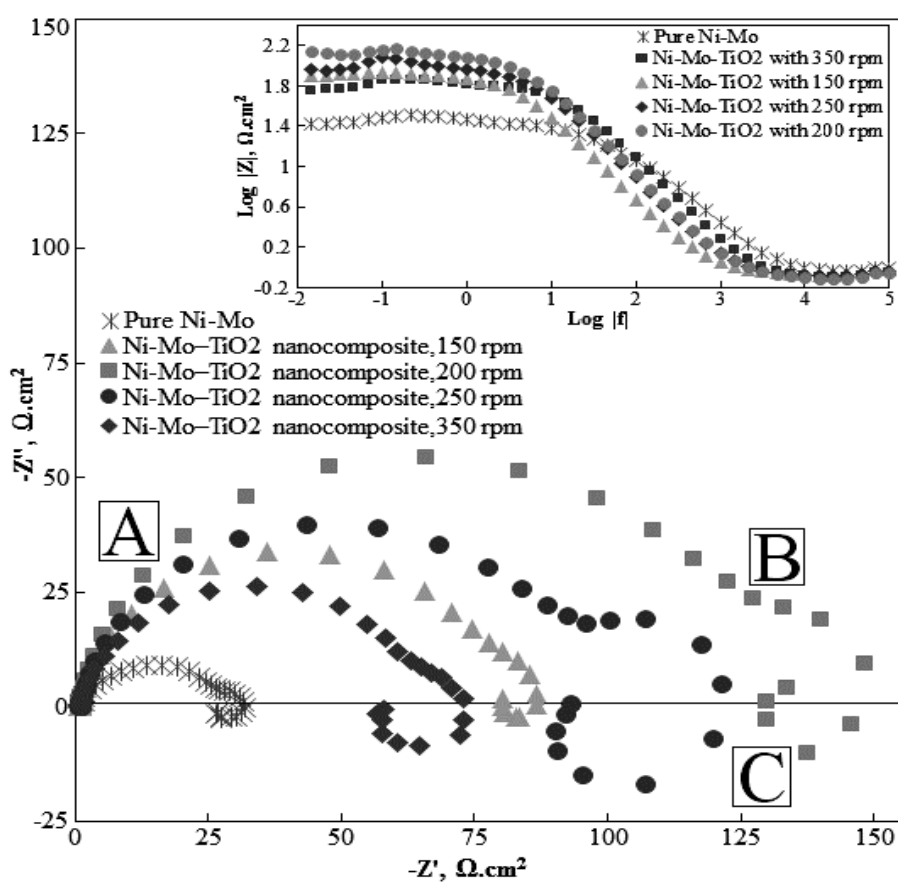 150
125
100
75
50
25
0
-25
-Z'', Ω.cm2
0
25
50
75
100
125
150
-Z', Ω.cm2
Pure Ni-Mo
Ni-Mo–TiO2 nanocomposite,150 rpm
Ni-Mo–TiO2 nanocomposite,200 rpm
Ni-Mo–TiO2 nanocomposite,250 rpm
Ni-Mo–TiO2 nanocomposite,350 rpm
A
B
C
2.2
1.8
1.4
1
0.6
2.2
-0.2
Log |Z|, Ω.cm2
-2
-1
0
1
2
3
4
5
Log |f|
Pure Ni-Mo
Ni-Mo-TiO2 with 350 rpm
Ni-Mo-TiO2 with 150 rpm
Ni-Mo-TiO2 with 250 rpm
Ni-Mo-TiO2 with 200 rpm